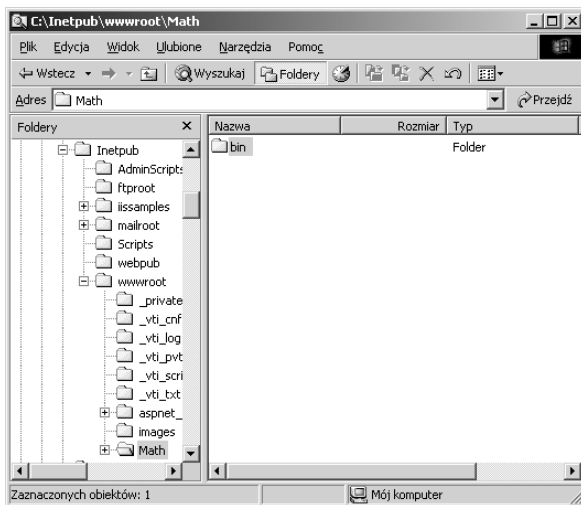 C:\Inetpub\wwwroot\Math
Plik Edycja Widok Ulubione Narzędzia Pomoc
Wstecz Wyszukaj Foldery
Adres Math Przejdź
Foldery
Inetpub
AdminScripts
ftproot
iissamples
mailroot
Scripts
webpub
wwwroot
_private
_vti_cnf
_vti_log
_vti_pvt
_vti_scri
_vti_txt
aspnet_
images
Math
Nazwa Rozmiar Typ
bin Folder
Zaznaczonych obiektów: 1 Mój komputer